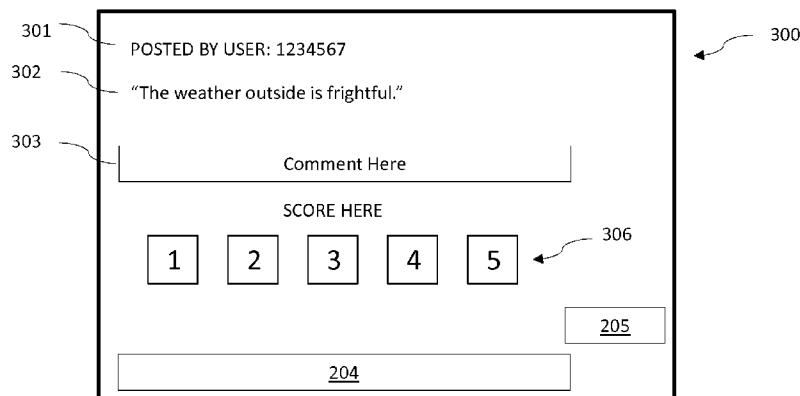 301
POSTED BY USER: 1234567
300
302
“The weather outside is frightful.”
303
Comment Here
SCORE HERE
1 2 3 4 5
306
205
204